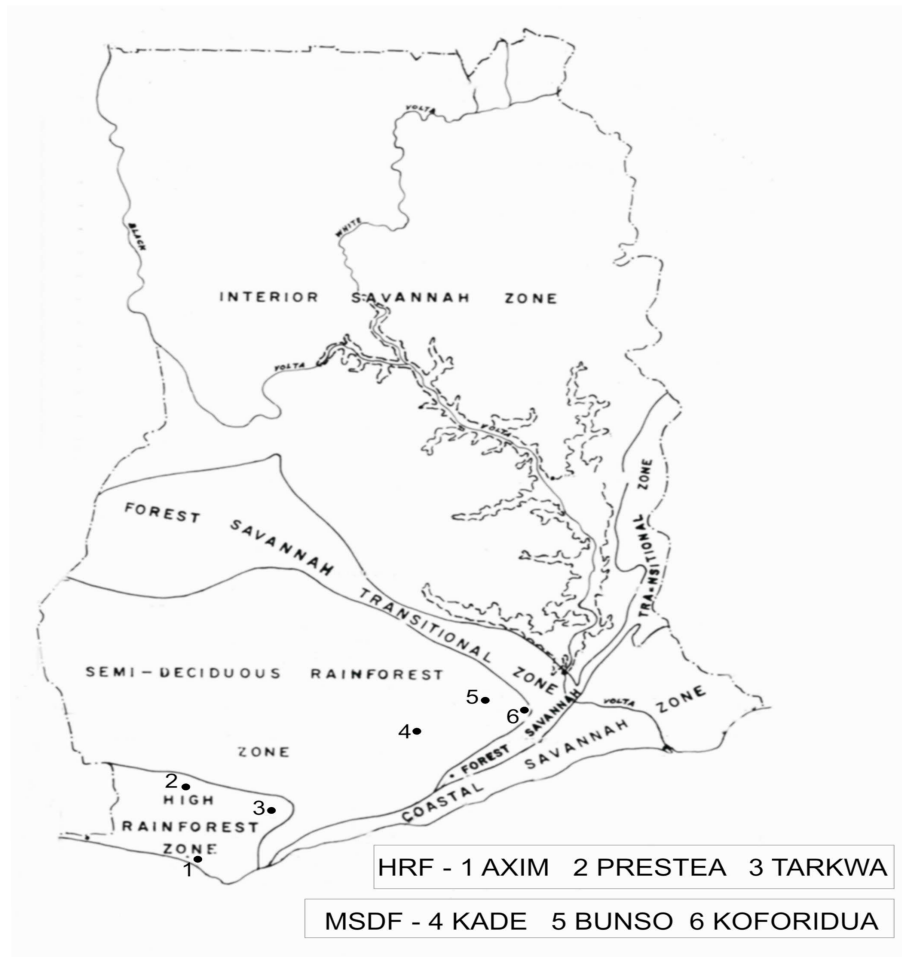 VOLTA
BLACK
WHITE
INTERIOR SAVANNAH ZONE
VOLTA
VOLTA
FOREST SAVANNAH TRANSITIONAL ZONE
TRANSITIONAL ZONE
SEMI-DECIDUOUS RAINFOREST
ZONE
5
6
4
VOLTA
FOREST SAVANNAH
COASTAL SAVANNAH ZONE
2
HIGH
3
RAINFOREST
ZONE
1
HRF - 1 AXIM 2 PRESTEA 3 TARKWA
MSDF - 4 KADE 5 BUNSO 6 KOFORIDUA